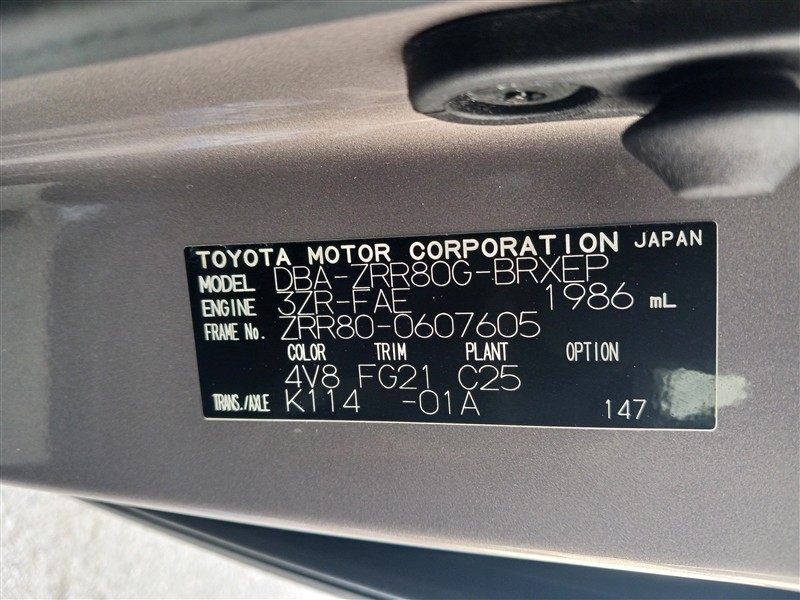 TOYOTA MOTOR CORPORATION JAPAN
MODEL DBA-ZRR80G-BRXEP
ENGINE 3ZR-FAE 1986 mL
FRAME No. ZRR80-0607605
COLOR TRIM PLANT OPTION
4V8 FG21 C25
TRANS./AXLE K114 -01A 147